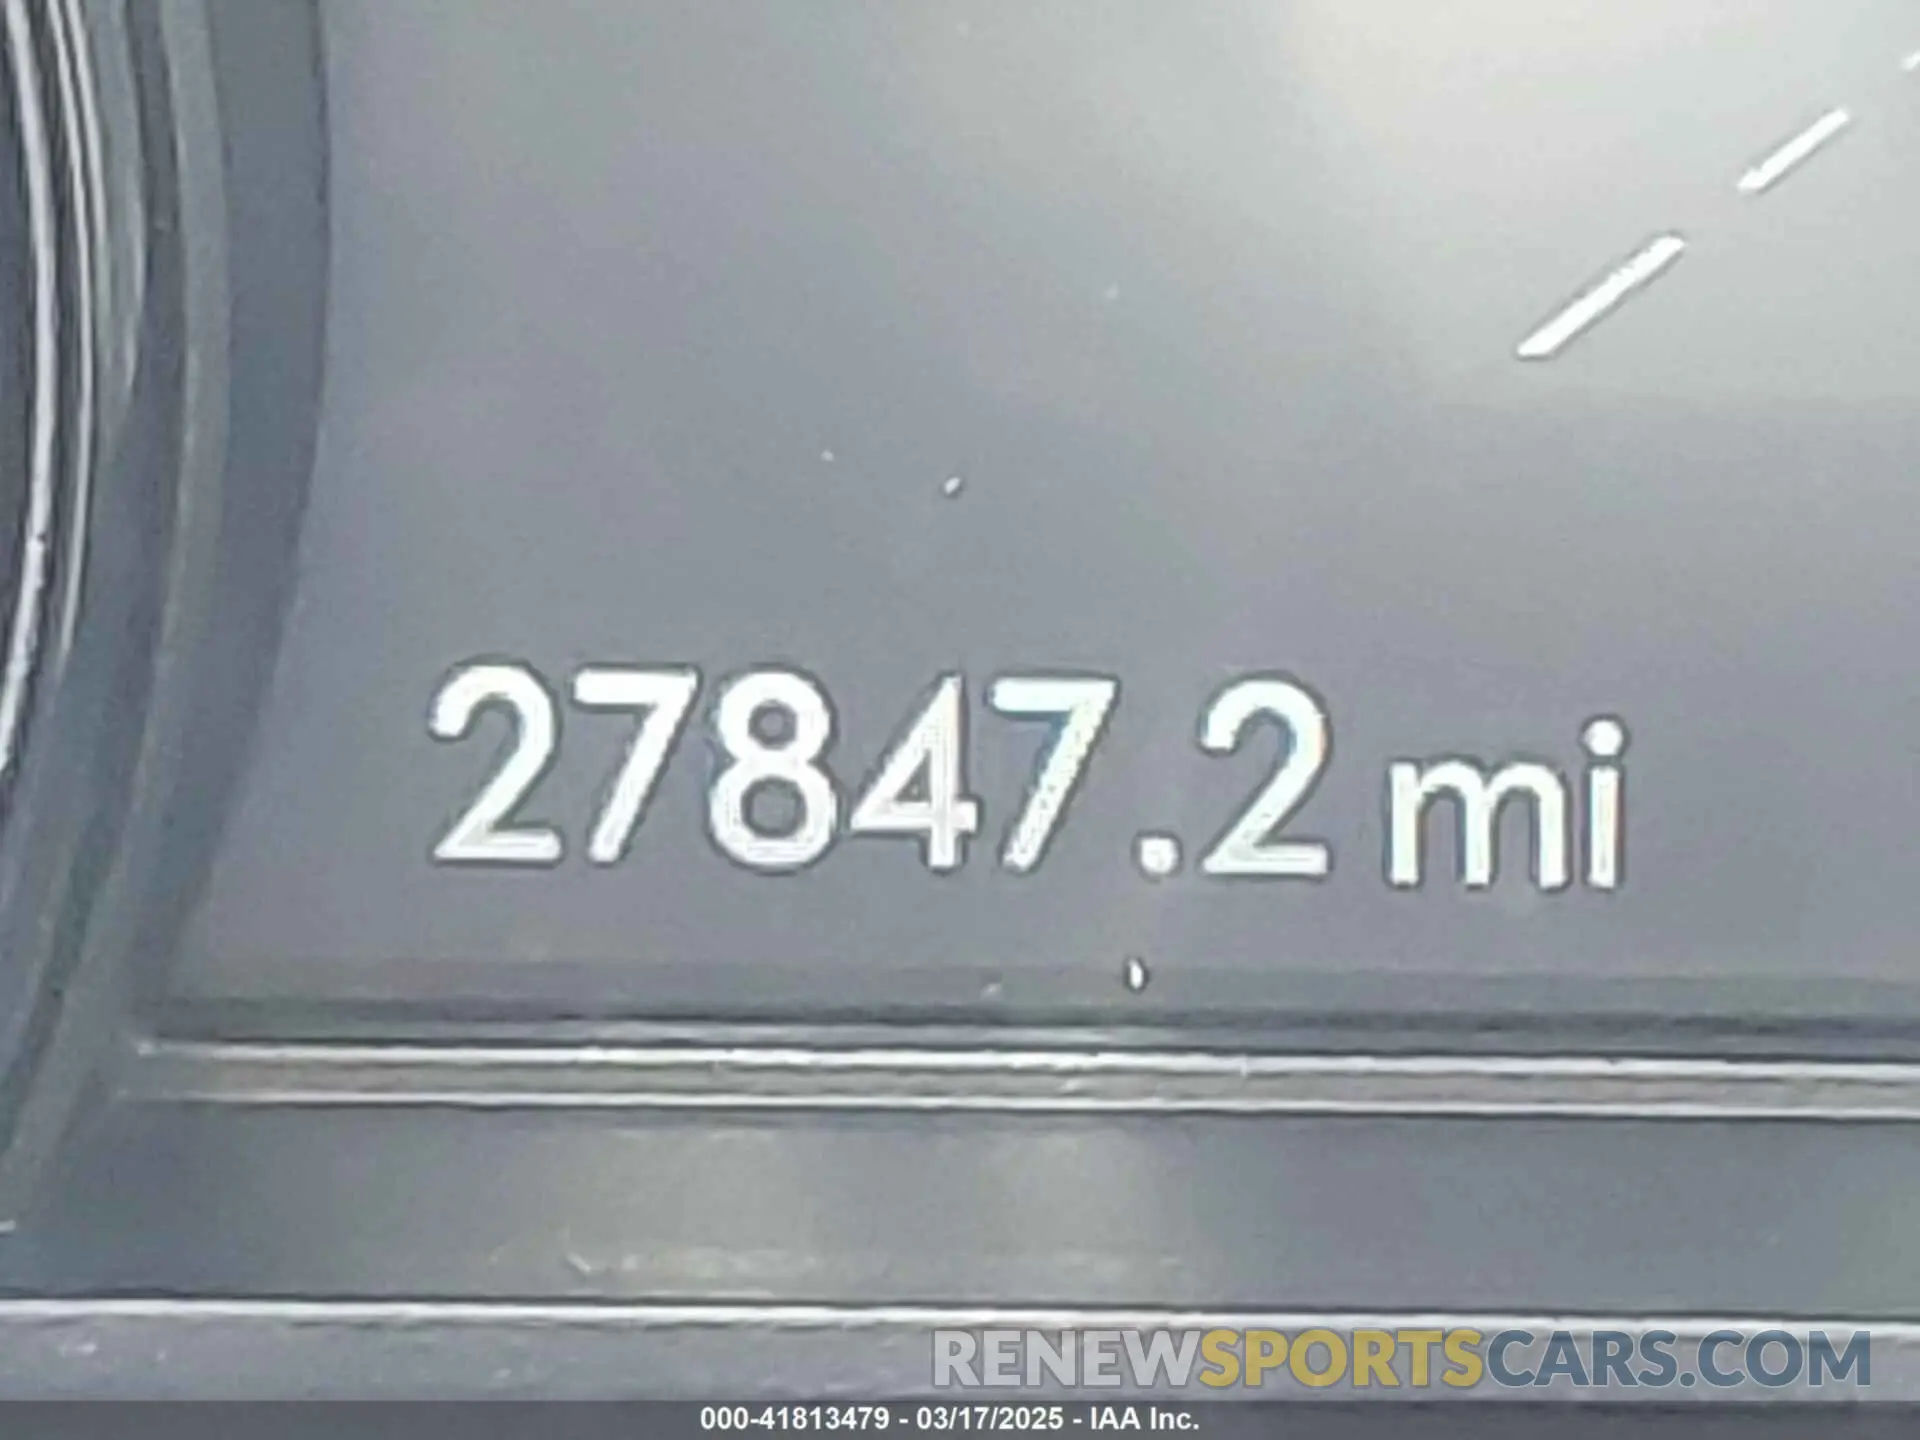 27847.2 mi
RENEWSPORTSCARS.COM
000-41813479 - 03/17/2025 - IAA Inc.